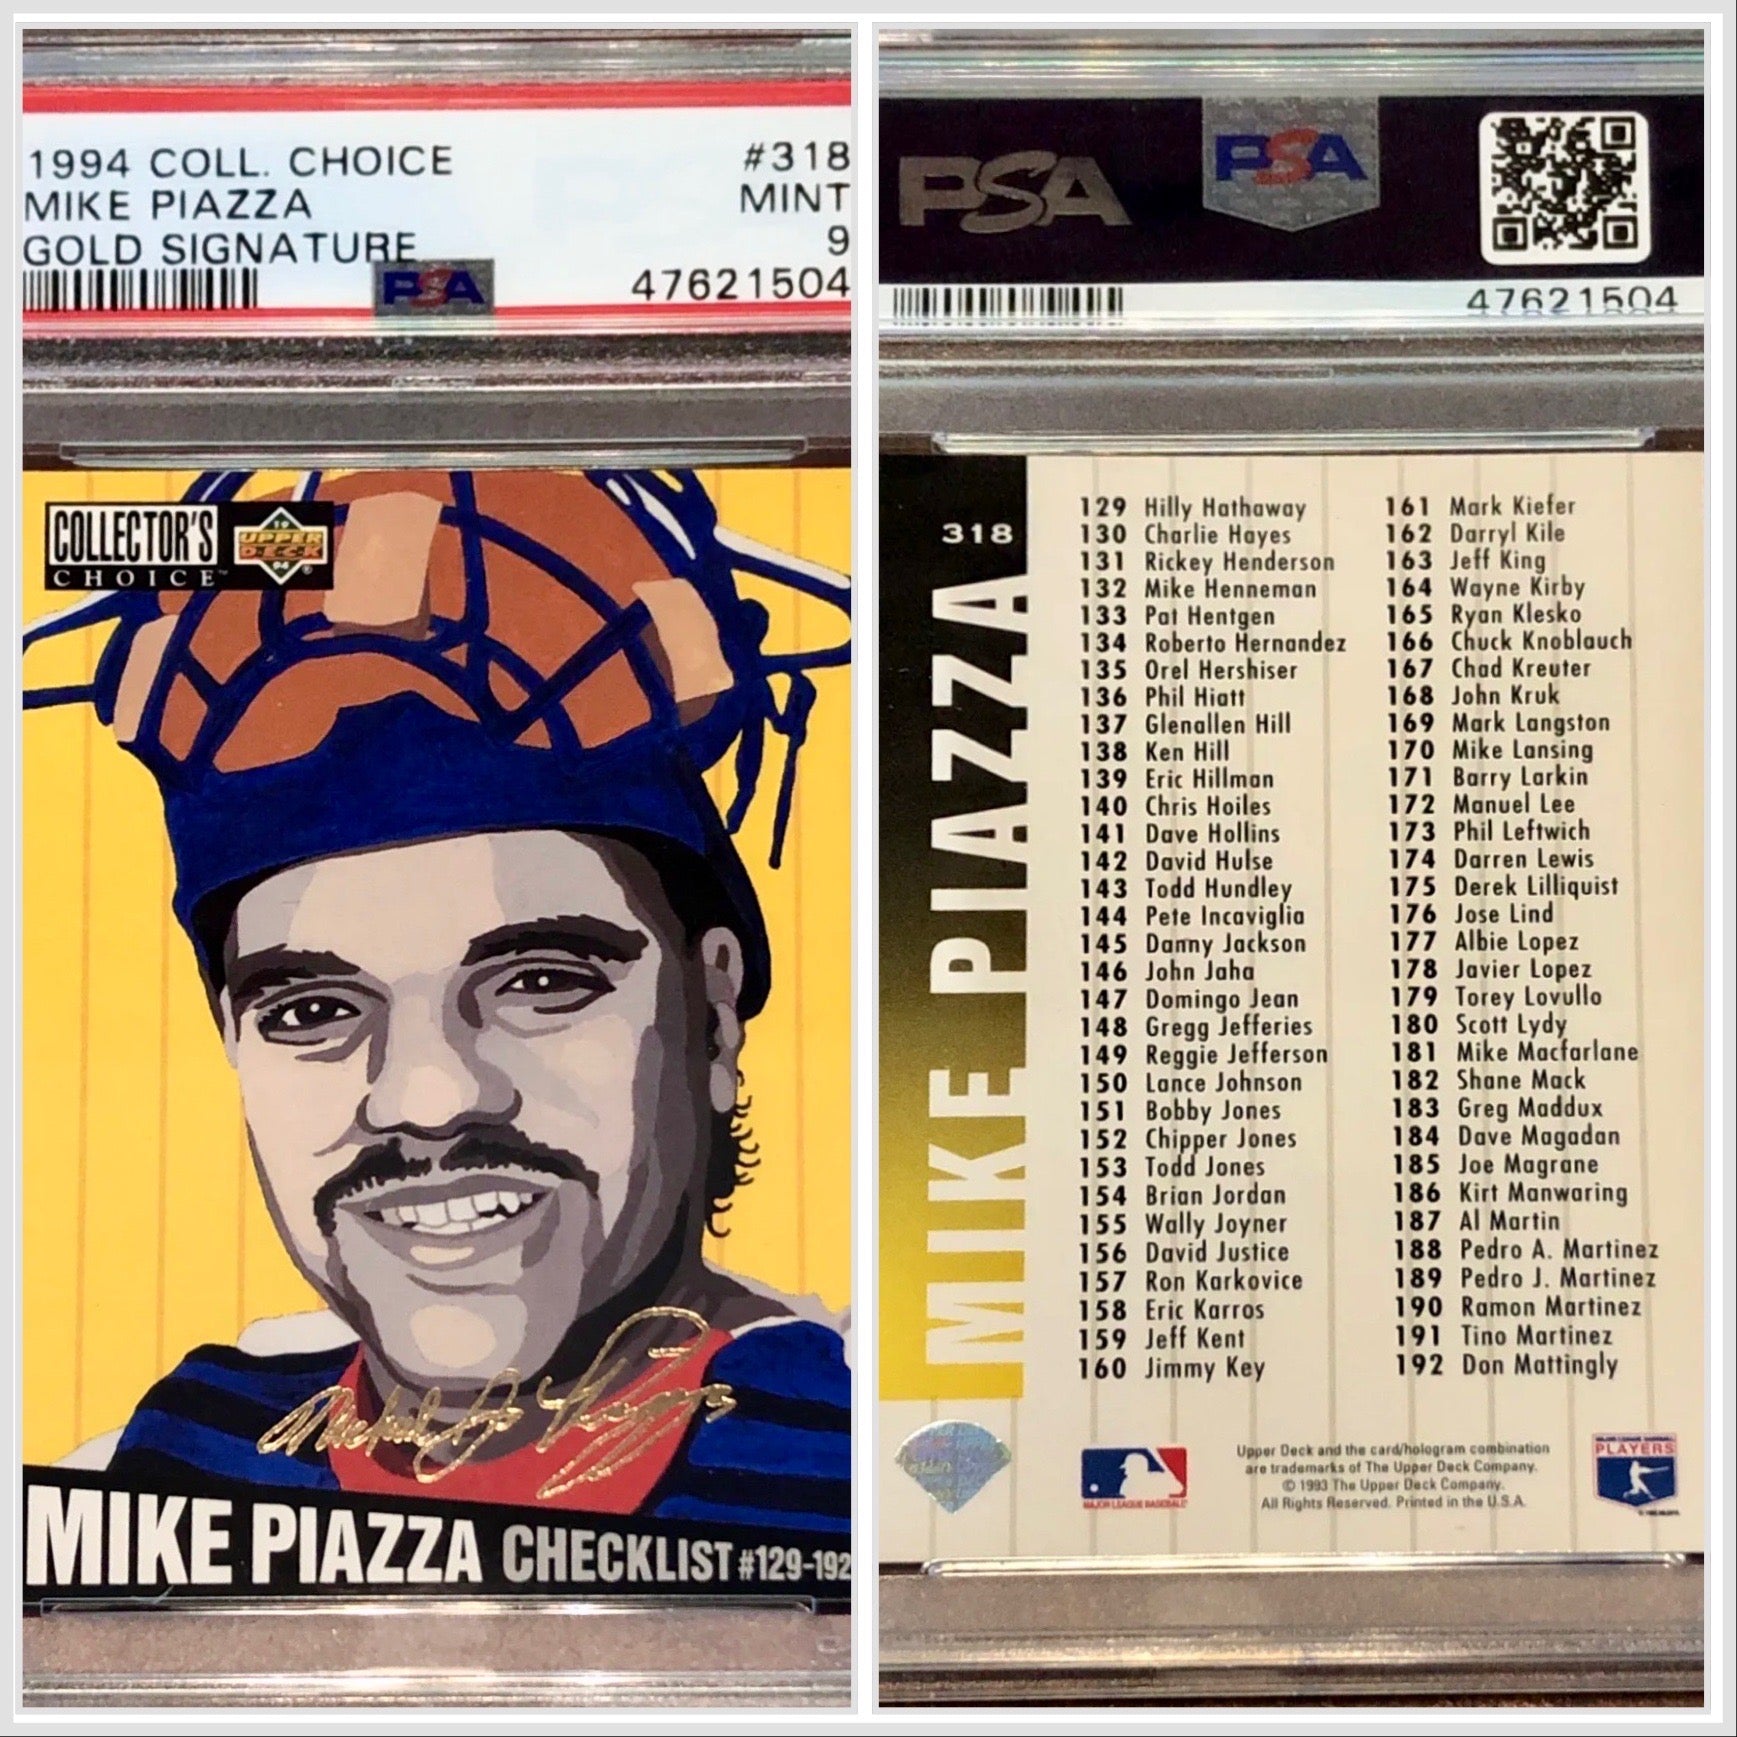 1994 COLL. CHOICE #318
MIKE PIAZZA MINT
GOLD SIGNATURE 9
PSA 47621504
COLLECTOR'S
CHOICE™
19
UPPER
DECK
94 ®
MIKE PIAZZA CHECKLIST #129-192
PSA PSA
47621504
318
MIKE PIAZZA
129 Hilly Hathaway
130 Charlie Hayes
131 Rickey Henderson
132 Mike Henneman
133 Pat Hentgen
134 Roberto Hernandez
135 Orel Hershiser
136 Phil Hiatt
137 Glenallen Hill
138 Ken Hill
139 Eric Hillman
140 Chris Hoiles
141 Dave Hollins
142 David Hulse
143 Todd Hundley
144 Pete Incaviglia
145 Danny Jackson
146 John Jaha
147 Domingo Jean
148 Gregg Jefferies
149 Reggie Jefferson
150 Lance Johnson
151 Bobby Jones
152 Chipper Jones
153 Todd Jones
154 Brian Jordan
155 Wally Joyner
156 David Justice
157 Ron Karkovice
158 Eric Karros
159 Jeff Kent
160 Jimmy Key
161 Mark Kiefer
162 Darryl Kile
163 Jeff King
164 Wayne Kirby
165 Ryan Klesko
166 Chuck Knoblauch
167 Chad Kreuter
168 John Kruk
169 Mark Langston
170 Mike Lansing
171 Barry Larkin
172 Manuel Lee
173 Phil Leftwich
174 Darren Lewis
175 Derek Lilliquist
176 Jose Lind
177 Albie Lopez
178 Javier Lopez
179 Torey Lovullo
180 Scott Lydy
181 Mike Macfarlane
182 Shane Mack
183 Greg Maddux
184 Dave Magadan
185 Joe Magrane
186 Kirt Manwaring
187 Al Martin
188 Pedro A. Martinez
189 Pedro J. Martinez
190 Ramon Martinez
191 Tino Martinez
192 Don Mattingly
MAJOR LEAGUE BASEBALL
Upper Deck and the card/hologram combination
are trademarks of The Upper Deck Company.
© 1993 The Upper Deck Company.
All Rights Reserved. Printed in the U.S.A.
MAJOR LEAGUE BASEBALL
PLAYERS